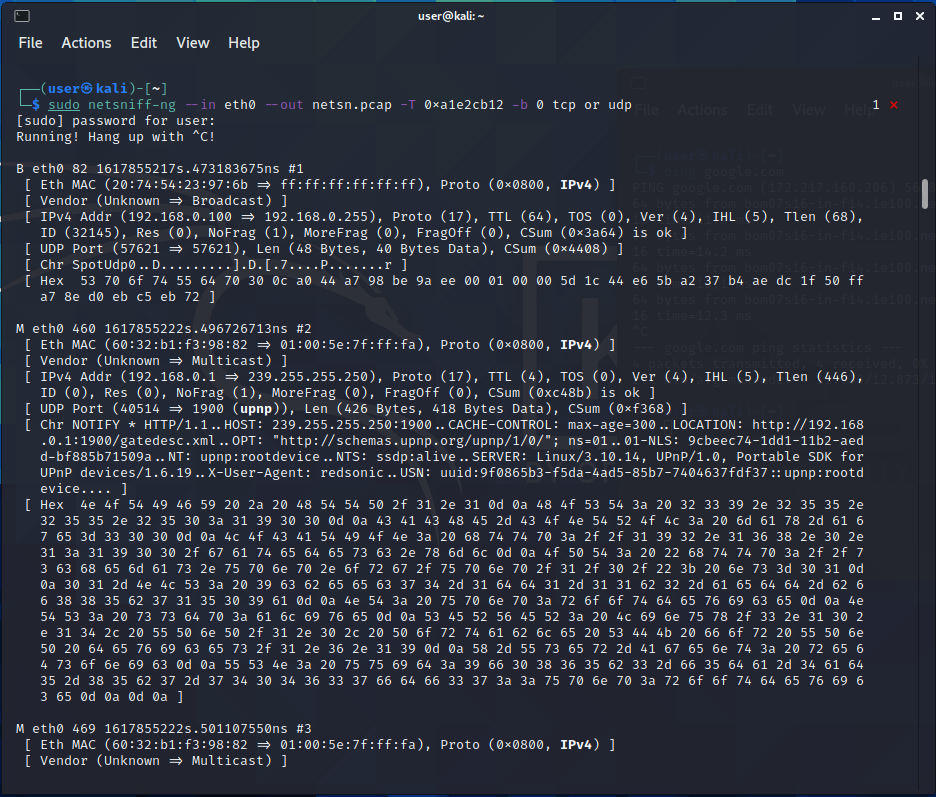 user@kali: ~
File Actions Edit View Help
┌──(user㉿kali)-[~]
└─$ sudo netsniff-ng --in eth0 --out netsn.pcap -T 0xa1e2cb12 -b 0 tcp or udp 1 ⨯
[sudo] password for user:
Running! Hang up with ^C!
B eth0 82 1617855217s.473183675ns #1
[ Eth MAC (20:74:54:23:97:6b => ff:ff:ff:ff:ff:ff), Proto (0x0800, IPv4) ]
[ Vendor (Unknown => Broadcast) ]
[ IPv4 Addr (192.168.0.100 => 192.168.0.255), Proto (17), TTL (64), TOS (0), Ver (4), IHL (5), Tlen (68),
ID (32145), Res (0), NoFrag (1), MoreFrag (0), FragOff (0), CSum (0x3a64) is ok ]
[ UDP Port (57621 => 57621), Len (48 Bytes, 40 Bytes Data), CSum (0x4408) ]
[ Chr SpotUdp0..D.........].D.[.7....P.......r ]
[ Hex 53 70 6f 74 55 64 70 30 0c a0 44 a7 98 be 9a ee 00 01 00 00 5d 1c 44 e6 5b a2 37 b4 ae dc 1f 50 ff
a7 8e d0 eb c5 eb 72 ]
M eth0 460 1617855222s.496726713ns #2
[ Eth MAC (60:32:b1:f3:98:82 => 01:00:5e:7f:ff:fa), Proto (0x0800, IPv4) ]
[ Vendor (Unknown => Multicast) ]
[ IPv4 Addr (192.168.0.1 => 239.255.255.250), Proto (17), TTL (4), TOS (0), Ver (4), IHL (5), Tlen (446),
ID (0), Res (0), NoFrag (1), MoreFrag (0), FragOff (0), CSum (0xc48b) is ok ]
[ UDP Port (40514 => 1900 (upnp)), Len (426 Bytes, 418 Bytes Data), CSum (0xf368) ]
[ Chr NOTIFY * HTTP/1.1..HOST: 239.255.255.250:1900..CACHE-CONTROL: max-age=300..LOCATION: http://192.168
.0.1:1900/gatedesc.xml..OPT: "http://schemas.upnp.org/upnp/1/0/"; ns=01..01-NLS: 9cbeec74-1dd1-11b2-aed
d-bf885b71509a..NT: upnp:rootdevice..NTS: ssdp:alive..SERVER: Linux/3.10.14, UPnP/1.0, Portable SDK for
UPnP devices/1.6.19..X-User-Agent: redsonic..USN: uuid:9f0865b3-f5da-4ad5-85b7-7404637fdf37::upnp:rootd
evice.... ]
[ Hex 4e 4f 54 49 46 59 20 2a 20 48 54 54 50 2f 31 2e 31 0d 0a 48 4f 53 54 3a 20 32 33 39 2e 32 35 35 2e
32 35 35 2e 32 35 30 3a 31 39 30 30 0d 0a 43 41 43 48 45 2d 43 4f 4e 54 52 4f 4c 3a 20 6d 61 78 2d 61 6
7 65 3d 33 30 30 0d 0a 4c 4f 43 41 54 49 4f 4e 3a 20 68 74 74 70 3a 2f 2f 31 39 32 2e 31 36 38 2e 30 2e
31 3a 31 39 30 30 2f 67 61 74 65 64 65 73 63 2e 78 6d 6c 0d 0a 4f 50 54 3a 20 22 68 74 74 70 3a 2f 2f 7
3 63 68 65 6d 61 73 2e 75 70 6e 70 2e 6f 72 67 2f 75 70 6e 70 2f 31 2f 30 2f 22 3b 20 6e 73 3d 30 31 0d
0a 30 31 2d 4e 4c 53 3a 20 39 63 62 65 65 63 37 34 2d 31 64 64 31 2d 31 31 62 32 2d 61 65 64 64 2d 62 6
6 38 38 35 62 37 31 35 30 39 61 0d 0a 4e 54 3a 20 75 70 6e 70 3a 72 6f 6f 74 64 65 76 69 63 65 0d 0a 4e
54 53 3a 20 73 73 64 70 3a 61 6c 69 76 65 0d 0a 53 45 52 56 45 52 3a 20 4c 69 6e 75 78 2f 33 2e 31 30 2
e 31 34 2c 20 55 50 6e 50 2f 31 2e 30 2c 20 50 6f 72 74 61 62 6c 65 20 53 44 4b 20 66 6f 72 20 55 50 6e
50 20 64 65 76 69 63 65 73 2f 31 2e 36 2e 31 39 0d 0a 58 2d 55 73 65 72 2d 41 67 65 6e 74 3a 20 72 65 6
4 73 6f 6e 69 63 0d 0a 55 53 4e 3a 20 75 75 69 64 3a 39 66 30 38 36 35 62 33 2d 66 35 64 61 2d 34 61 64
35 2d 38 35 62 37 2d 37 34 30 34 36 33 37 66 64 66 33 37 3a 3a 75 70 6e 70 3a 72 6f 6f 74 64 65 76 69 6
3 65 0d 0a 0d 0a ]
M eth0 469 1617855222s.501107550ns #3
[ Eth MAC (60:32:b1:f3:98:82 => 01:00:5e:7f:ff:fa), Proto (0x0800, IPv4) ]
[ Vendor (Unknown => Multicast) ]